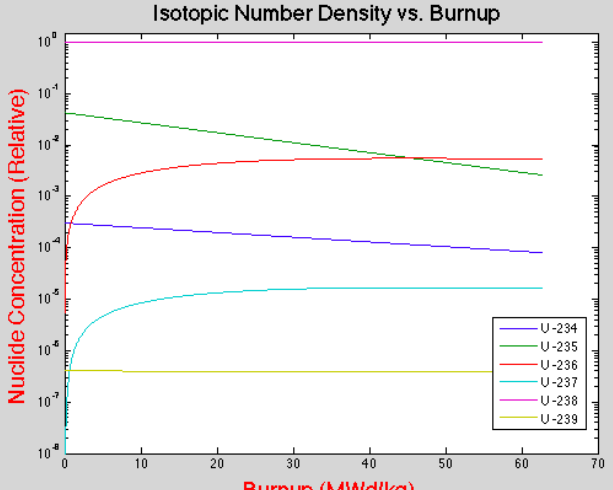 Isotopic Number Density vs. Burnup
Nuclide Concentration (Relative)
10^0
10^-1
10^-2
10^-3
10^-4
10^-5
10^-6
10^-7
10^-8
0 10 20 30 40 50 60 70
U-234
U-235
U-236
U-237
U-238
U-239
Burnup (MWd/kg)